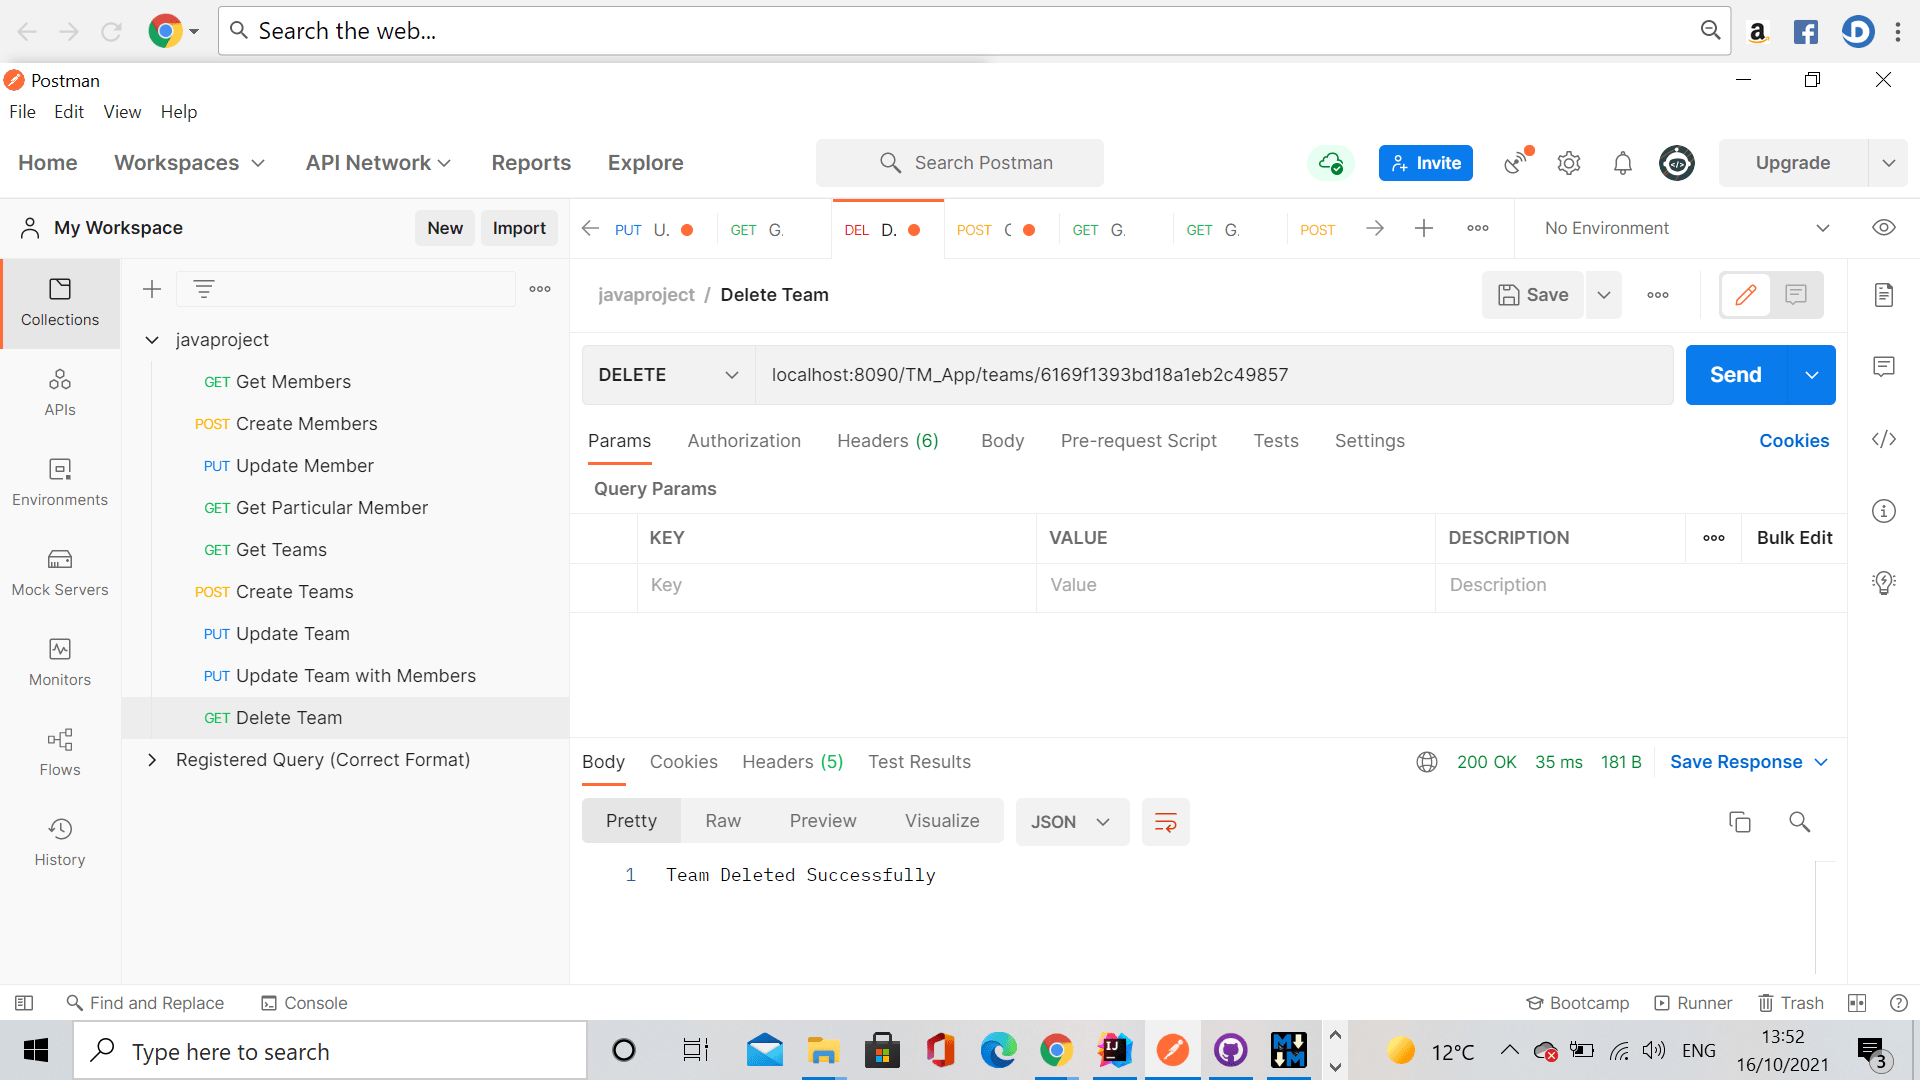 Search the web...
Postman
File Edit View Help
Home Workspaces API Network Reports Explore Search Postman Invite Upgrade
My Workspace New Import PUT U. GET G. DEL D. POST C GET G. GET G. POST No Environment
javaproject / Delete Team Save
Collections
APIs
Environments
Mock Servers
Monitors
Flows
History
javaproject
GET Get Members
POST Create Members
PUT Update Member
GET Get Particular Member
GET Get Teams
POST Create Teams
PUT Update Team
PUT Update Team with Members
GET Delete Team
Registered Query (Correct Format)
DELETE localhost:8090/TM_App/teams/6169f1393bd18a1eb2c49857 Send
Params Authorization Headers (6) Body Pre-request Script Tests Settings Cookies
Query Params
KEY VALUE DESCRIPTION Bulk Edit
Key Value Description
Body Cookies Headers (5) Test Results 200 OK 35 ms 181 B Save Response
Pretty Raw Preview Visualize JSON
1 Team Deleted Successfully
Find and Replace Console Bootcamp Runner Trash
Type here to search 12°C ENG 13:52
16/10/2021 3